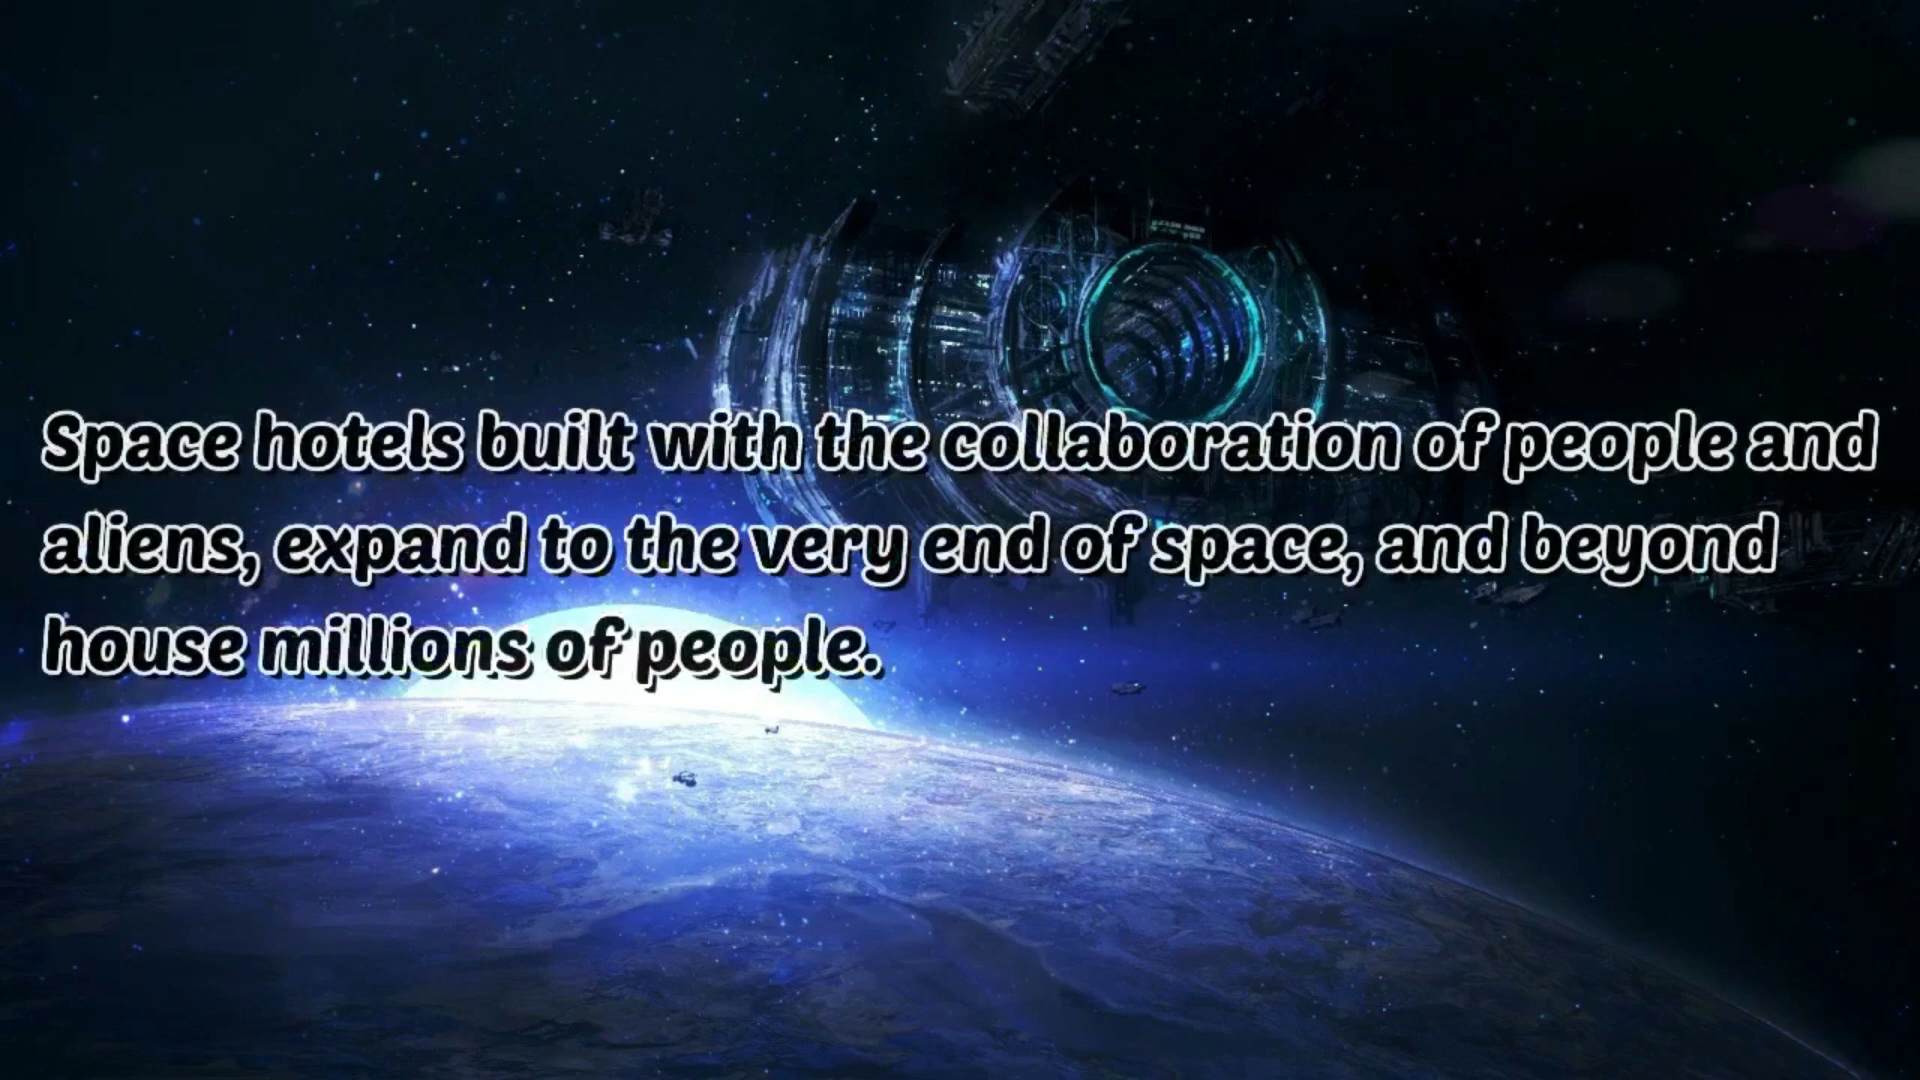 Space hotels built with the collaboration of people and
aliens, expand to the very end of space, and beyond
house millions of people.